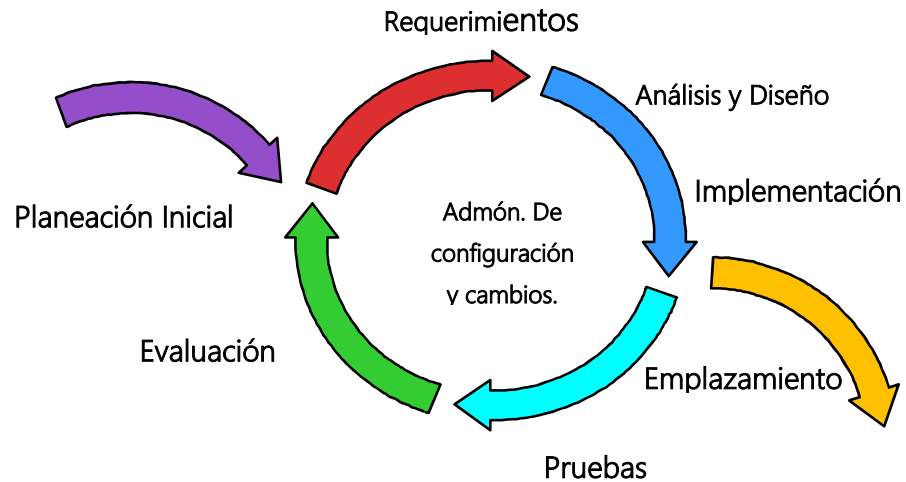 Requerimientos
Análisis y Diseño
Implementación
Planeación Inicial
Admón. De
configuración
y cambios.
Evaluación
Emplazamiento
Pruebas